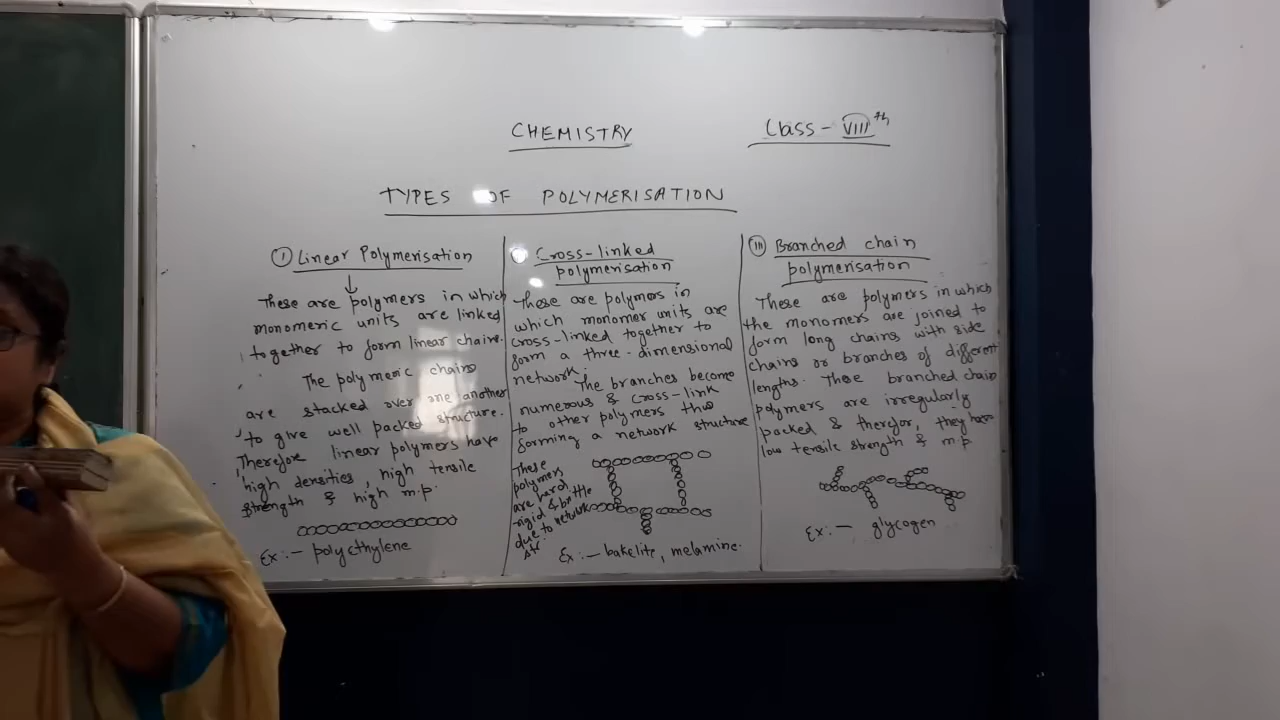 CHEMISTRY
Class - VIIIth
TYPES OF POLYMERISATION
(i) Linear Polymerisation
These are polymers in which
monomeric units are linked
together to form linear chains.
The polymeric chains
are stacked over one another
to give well packed structure.
Therefore linear polymers have
high densities, high tensile
strength & high m.p.
Ex:- polyethylene
Cross-linked
polymerisation
These are polymers in
which monomer units are
cross-linked together to
form a three-dimensional
network.
The branches become
numerous & cross-link
to other polymers thus
forming a network structure
These
polymers
are hard
rigid & brittle
due to network
str.
Ex:- bakelite, melamine.
(iii) Branched chain
polymerisation
These are polymers in which
the monomers are joined to
form long chains with side
chains or branches of different
lengths. These branched chain
polymers are irregularly
packed & therefor, they have
low tensile strength & m.p.
Ex:- glycogen